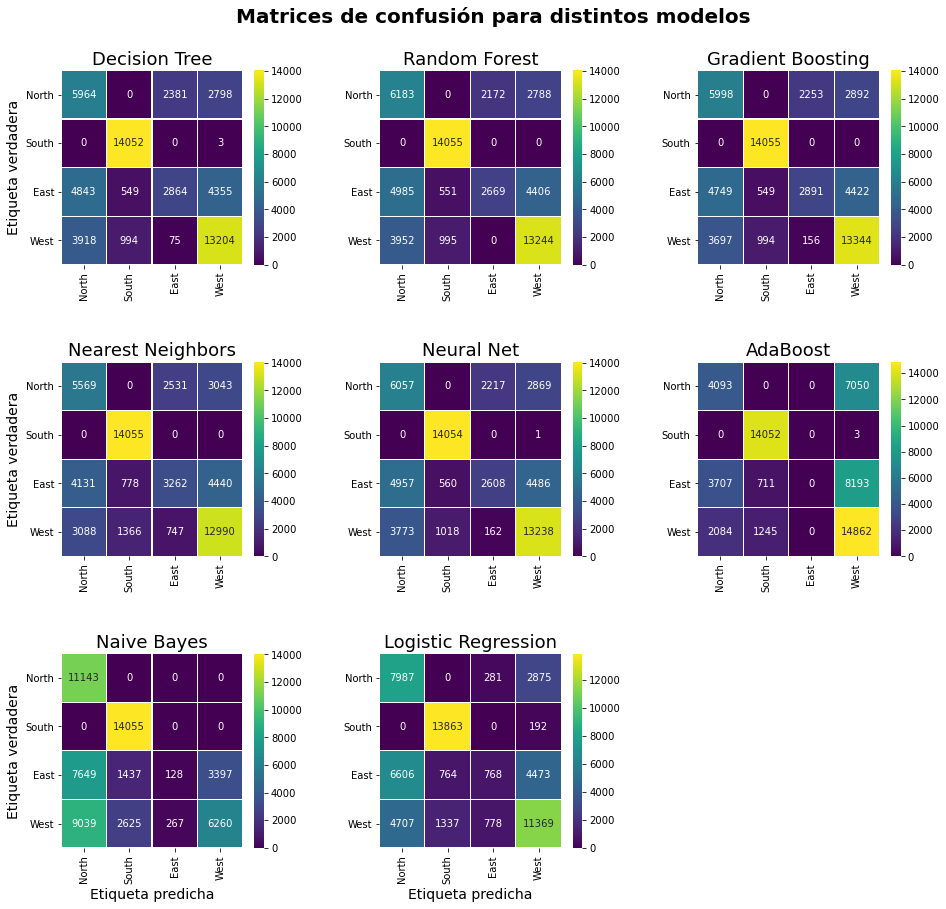 Matrices de confusión para distintos modelos
Decision Tree
Random Forest
Gradient Boosting
Etiqueta verdadera
North 5964 0 2381 2798
South 0 14052 0 3
East 4843 549 2864 4355
West 3918 994 75 13204
North South East West
14000
12000
10000
8000
6000
4000
2000
0
North 6183 0 2172 2788
South 0 14055 0 0
East 4985 551 2669 4406
West 3952 995 0 13244
North South East West
14000
12000
10000
8000
6000
4000
2000
0
North 5998 0 2253 2892
South 0 14055 0 0
East 4749 549 2891 4422
West 3697 994 156 13344
North South East West
14000
12000
10000
8000
6000
4000
2000
0
Nearest Neighbors
Neural Net
AdaBoost
Etiqueta verdadera
North 5569 0 2531 3043
South 0 14055 0 0
East 4131 778 3262 4440
West 3088 1366 747 12990
North South East West
14000
12000
10000
8000
6000
4000
2000
0
North 6057 0 2217 2869
South 0 14054 0 1
East 4957 560 2608 4486
West 3773 1018 162 13238
North South East West
14000
12000
10000
8000
6000
4000
2000
0
North 4093 0 0 7050
South 0 14052 0 3
East 3707 711 0 8193
West 2084 1245 0 14862
North South East West
14000
12000
10000
8000
6000
4000
2000
0
Naive Bayes
Logistic Regression
Etiqueta verdadera
North 11143 0 0 0
South 0 14055 0 0
East 7649 1437 128 3397
West 9039 2625 267 6260
North South East West
Etiqueta predicha
14000
12000
10000
8000
6000
4000
2000
0
North 7987 0 281 2875
South 0 13863 0 192
East 6606 764 768 4473
West 4707 1337 778 11369
North South East West
Etiqueta predicha
12000
10000
8000
6000
4000
2000
0